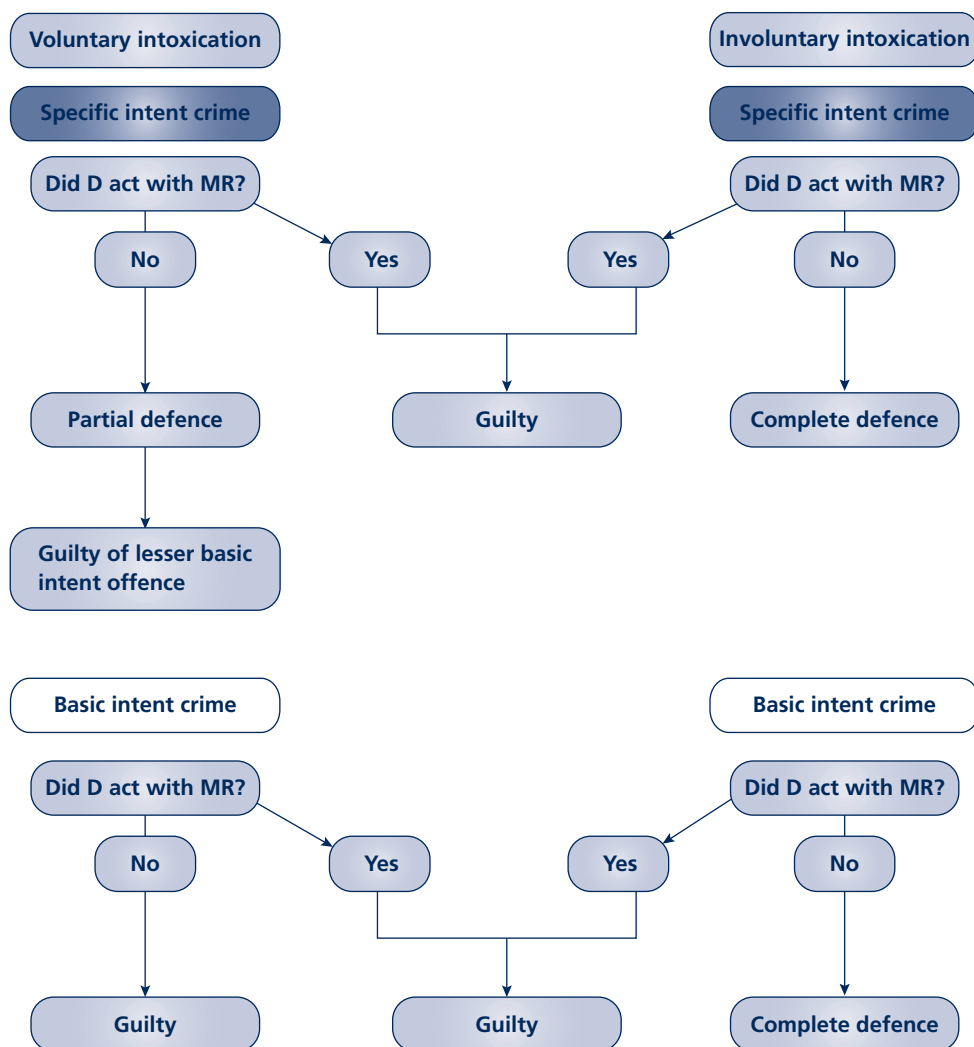 Voluntary intoxication
Involuntary intoxication
Specific intent crime
Specific intent crime
Did D act with MR?
Did D act with MR?
No
Yes
Yes
No
Partial defence
Guilty
Complete defence
Guilty of lesser basic
intent offence
Basic intent crime
Basic intent crime
Did D act with MR?
Did D act with MR?
No
Yes
Yes
No
Guilty
Guilty
Complete defence